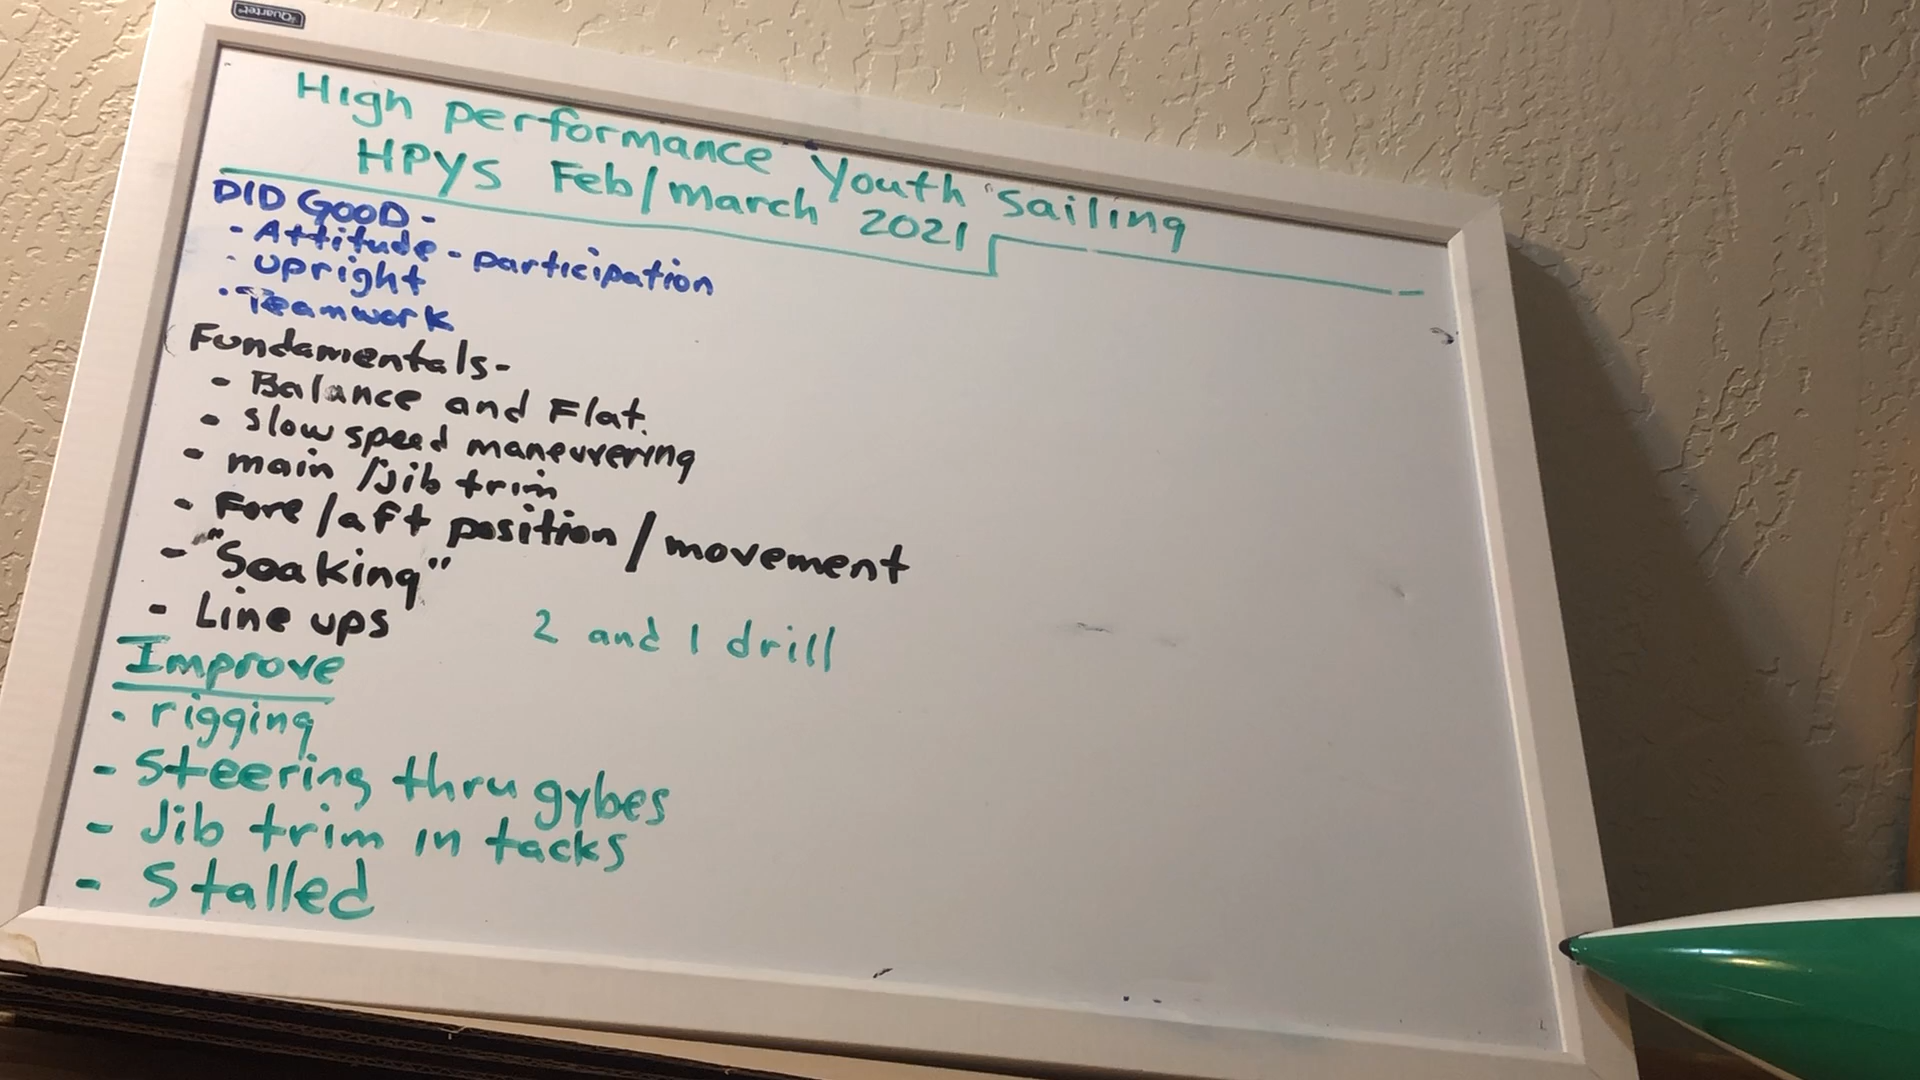 Quartet
High performance Youth Sailing
HPYS Feb/march 2021
DID GOOD -
- Attitude - participation
· upright
· Teamwork
Fundamentals -
- Balance and Flat.
- Slow speed maneuvering
- main /jib trim
- Fore /aft position / movement
- "Soaking"
- Line ups
2 and 1 drill
Improve
· rigging
- Steering thru gybes
- Jib trim in tacks
- Stalled